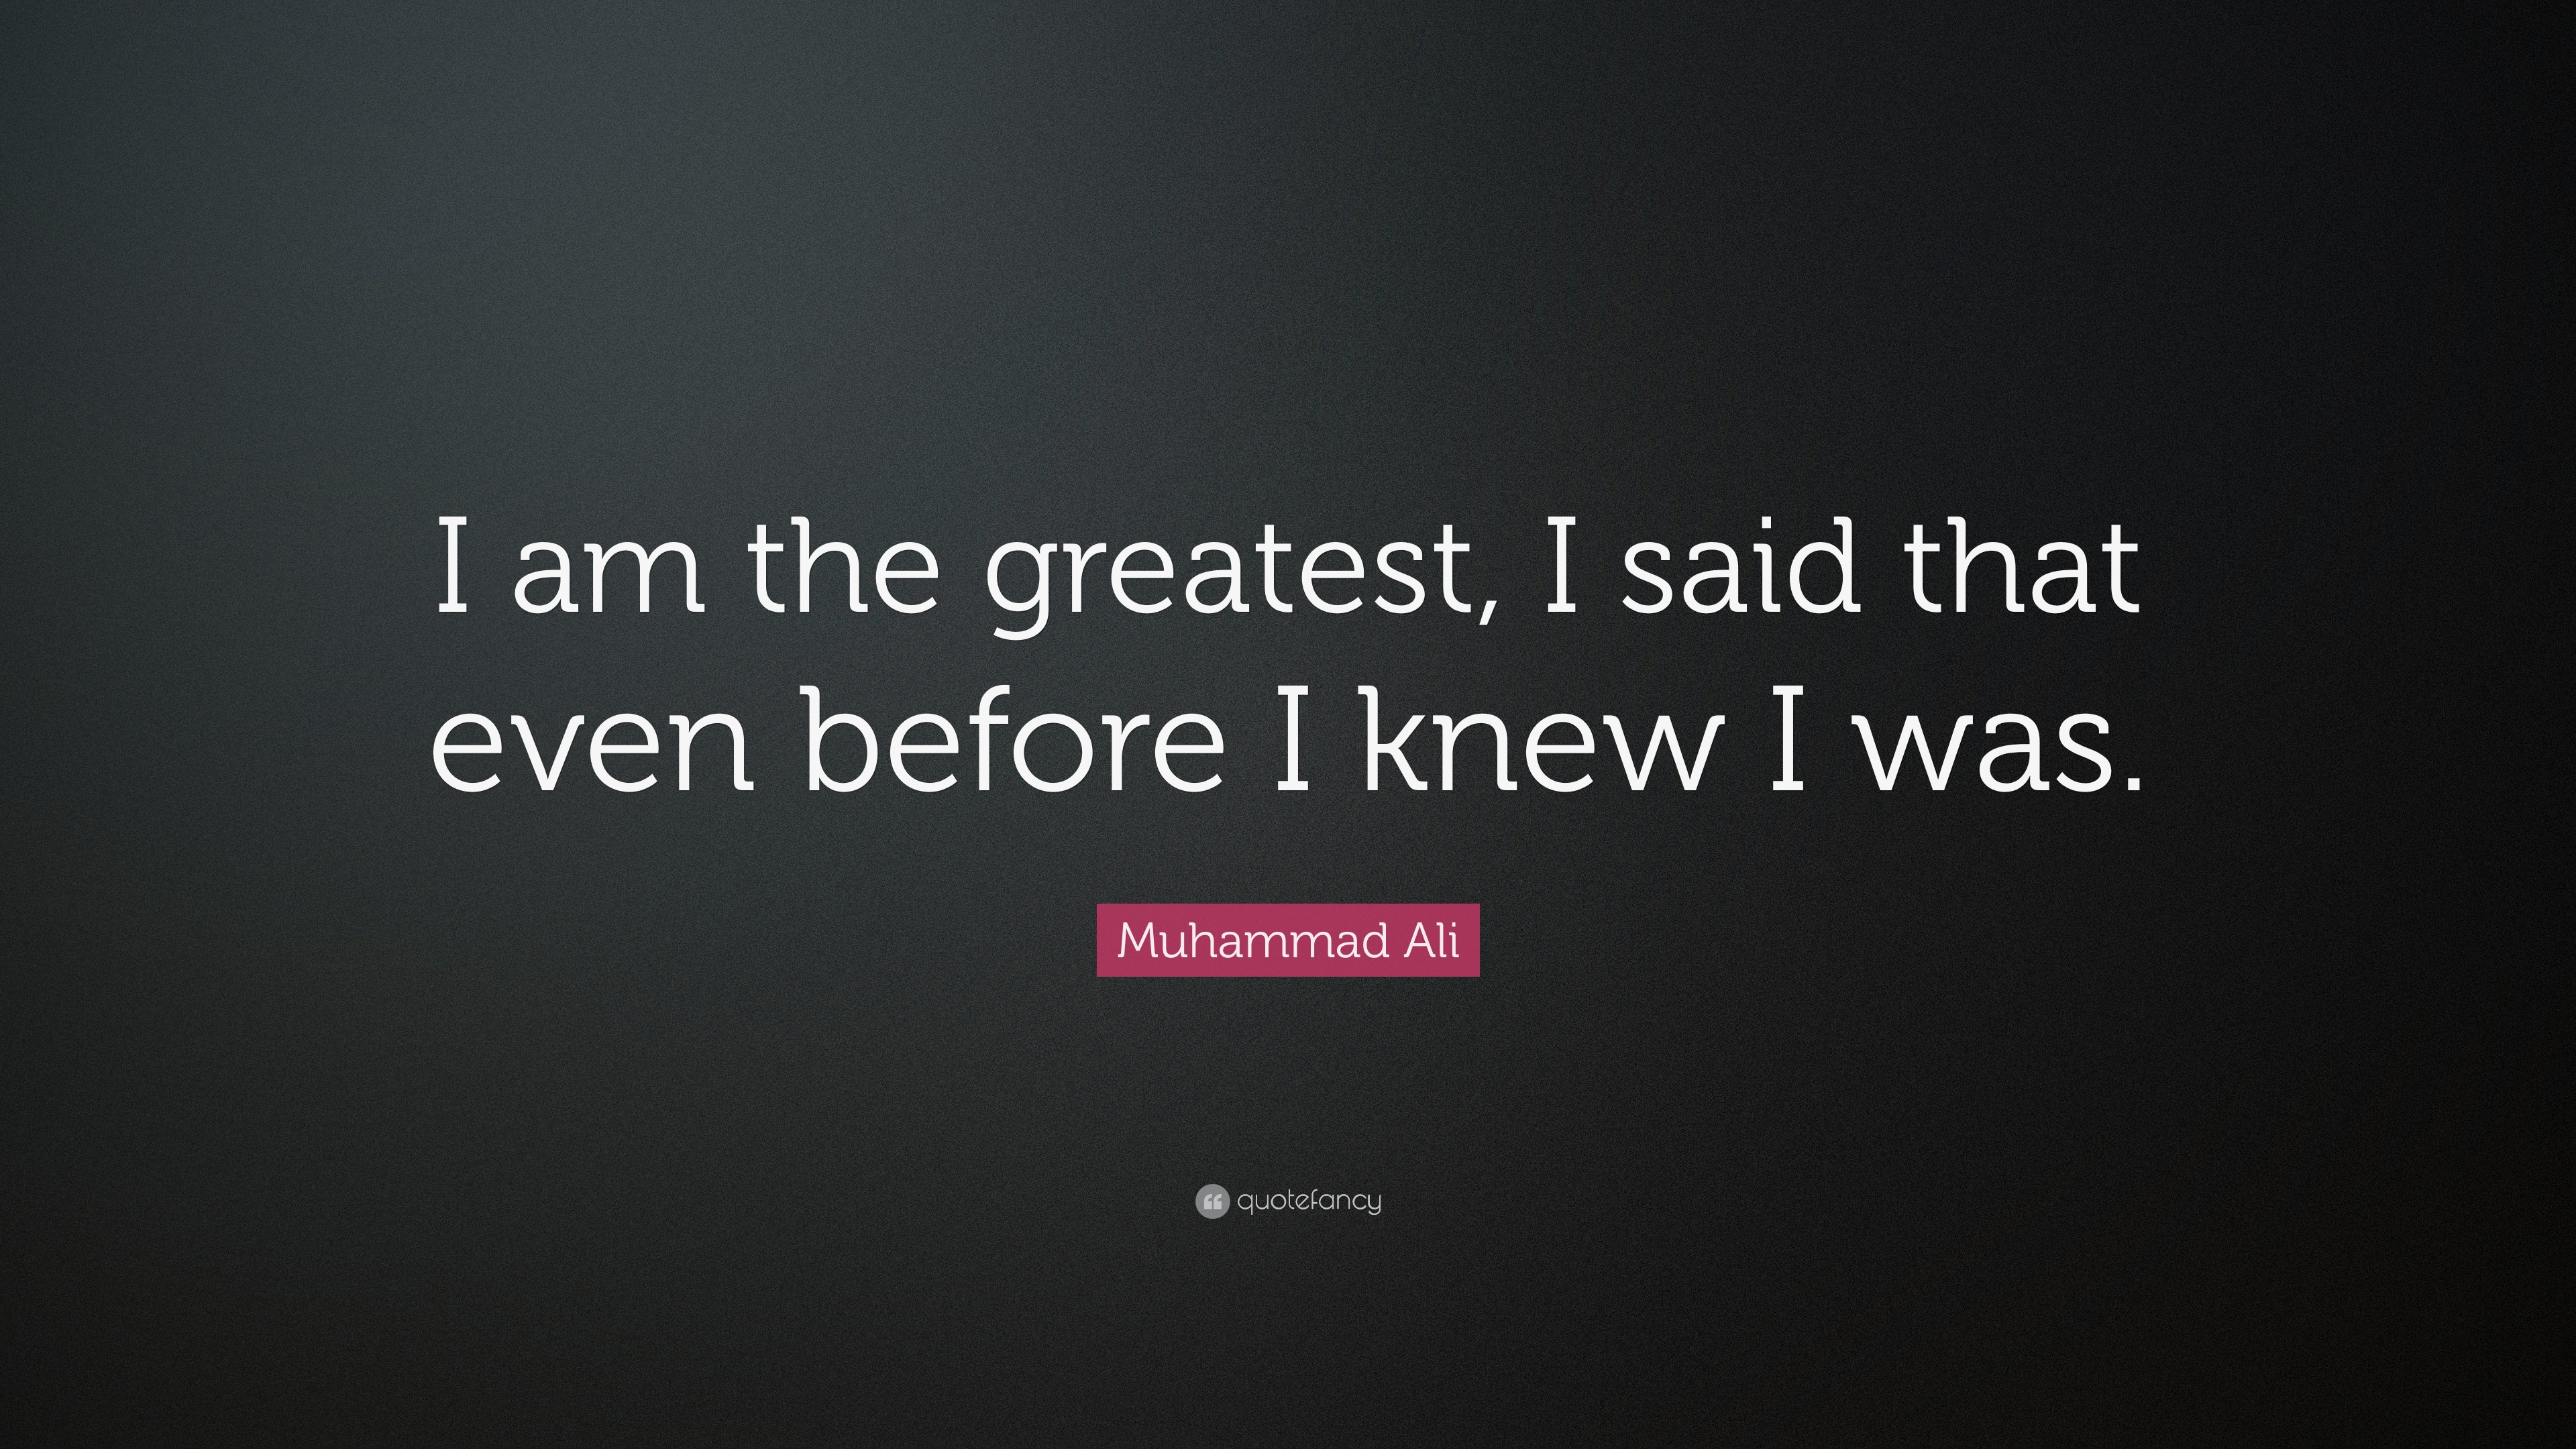 I am the greatest, I said that
even before I knew I was.
Muhammad Ali
quotefancy